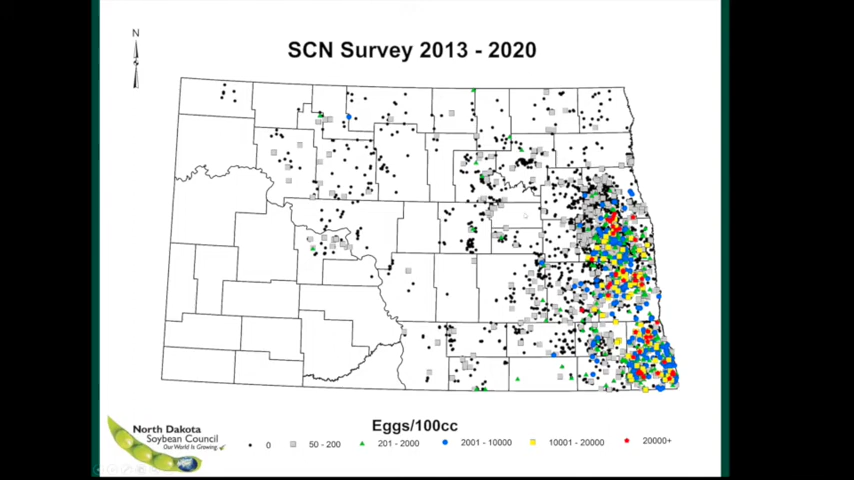 N
SCN Survey 2013 - 2020
Eggs/100cc
0 50 - 200 201 - 2000 2001 - 10000 10001 - 20000 20000+
North Dakota
Soybean Council
Our World Is Growing.